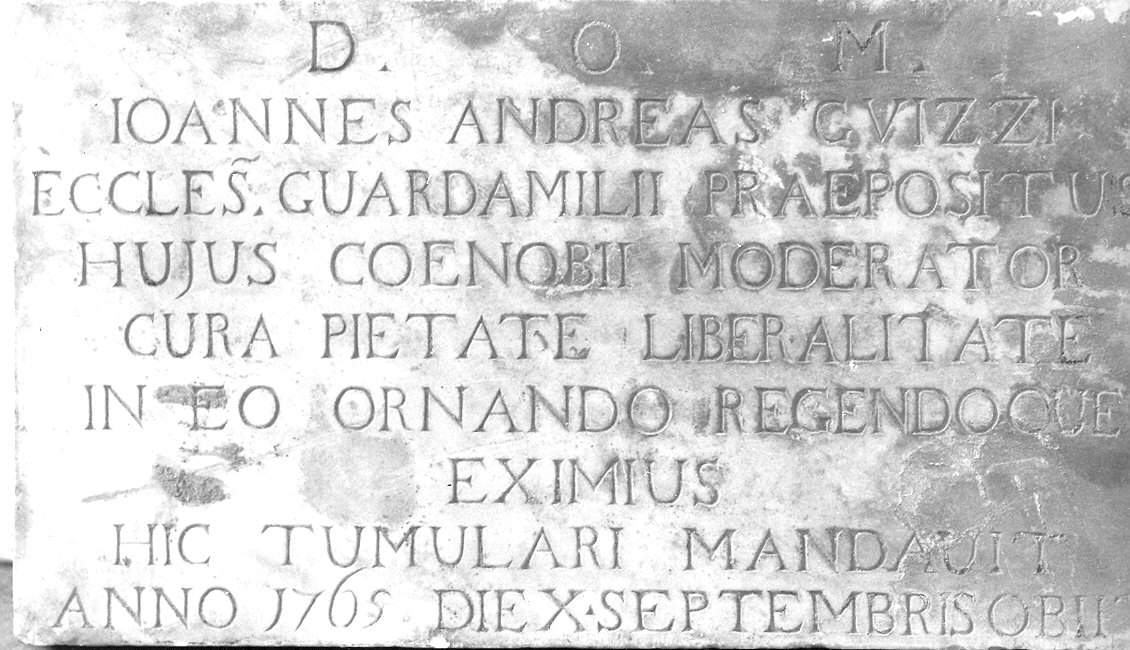 D. O. M.
IOANNES ANDREAS GVIZZI
ECCLES̃. GUARDAMILII PRAEPOSITUS
HUJUS COENOBII MODERATOR
CURA PIETATE LIBERALITATE
IN EO ORNANDO REGENDOQUE
EXIMIUS
HIC TUMULARI MANDAUIT
ANNO 1765. DIE X. SEPTEMBRIS OBIIT